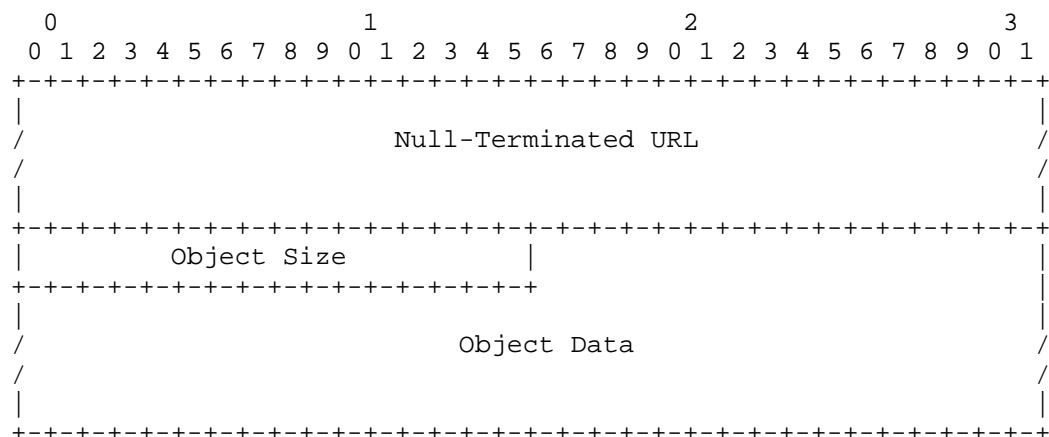 0                   1                   2                   3
0 1 2 3 4 5 6 7 8 9 0 1 2 3 4 5 6 7 8 9 0 1 2 3 4 5 6 7 8 9 0 1
+-+-+-+-+-+-+-+-+-+-+-+-+-+-+-+-+-+-+-+-+-+-+-+-+-+-+-+-+-+-+-+-+
|                                                               |
/                       Null-Terminated URL                     /
/                                                               /
|                                                               |
+-+-+-+-+-+-+-+-+-+-+-+-+-+-+-+-+-+-+-+-+-+-+-+-+-+-+-+-+-+-+-+-+
|         Object Size           |                               |
+-+-+-+-+-+-+-+-+-+-+-+-+-+-+-+-+                               |
|                                                               |
/                           Object Data                         /
/                                                               /
|                                                               |
+-+-+-+-+-+-+-+-+-+-+-+-+-+-+-+-+-+-+-+-+-+-+-+-+-+-+-+-+-+-+-+-+